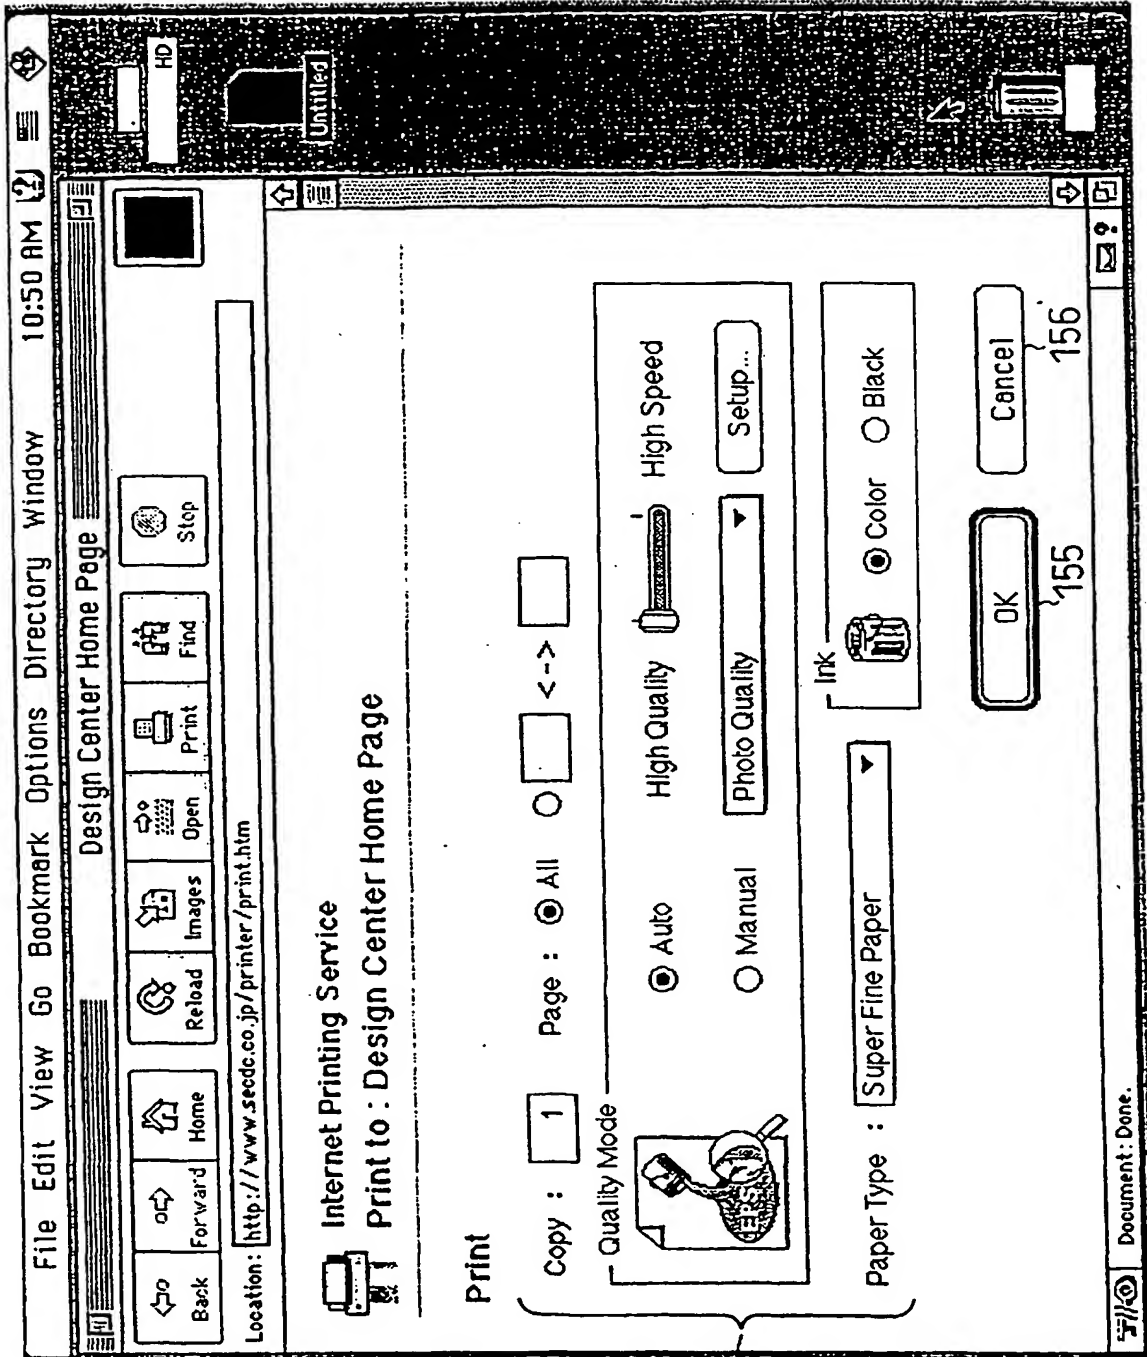 File Edit View Go Bookmark Options Directory Window 10:50 AM
Design Center Home Page
HD
Untitled
Back Forward Home Reload Images Open Print Find Stop
Location: http://www.secdc.co.jp/printer/print.htm
Internet Printing Service
Print to : Design Center Home Page
Print
Copy : 1 Page : All <->
Quality Mode
Auto High Quality High Speed
Manual Photo Quality Setup...
Paper Type : Super Fine Paper
Ink
Color Black
OK Cancel
155 156
Document : Done.